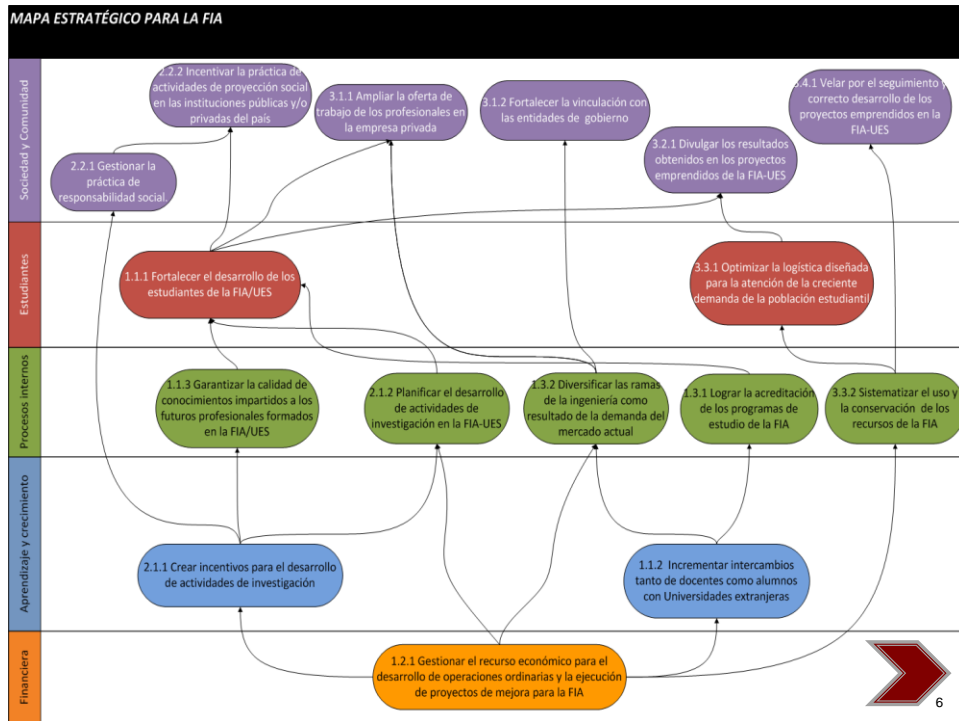 MAPA ESTRATÉGICO PARA LA FIA
Sociedad y Comunidad
2.2.2 Incentivar la práctica de
actividades de proyección social
en las instituciones públicas y/o
privadas del país
3.1.1 Ampliar la oferta de
trabajo de los profesionales en
la empresa privada
3.1.2 Fortalecer la vinculación con
las entidades de gobierno
3.4.1 Velar por el seguimiento y
correcto desarrollo de los
proyectos emprendidos en la
FIA-UES
2.2.1 Gestionar la
práctica de
responsabilidad social.
3.2.1 Divulgar los resultados
obtenidos en los proyectos
emprendidos de la FIA-UES
Estudiantes
1.1.1 Fortalecer el desarrollo de los
estudiantes de la FIA/UES
3.3.1 Optimizar la logística diseñada
para la atención de la creciente
demanda de la población estudiantil
Procesos internos
1.1.3 Garantizar la calidad de
conocimientos impartidos a los
futuros profesionales formados
en la FIA/UES
2.1.2 Planificar el desarrollo
de actividades de
investigación en la FIA-UES
1.3.2 Diversificar las ramas de
la ingeniería como
resultado de la demanda del
mercado actual
1.3.1 Lograr la acreditación
de los programas de
estudio de la FIA
3.3.2 Sistematizar el uso y
la conservación de los
recursos de la FIA
Aprendizaje y crecimiento
2.1.1 Crear incentivos para el desarrollo
de actividades de investigación
1.1.2 Incrementar intercambios
tanto de docentes como alumnos
con Universidades extranjeras
Financiera
1.2.1 Gestionar el recurso económico para el
desarrollo de operaciones ordinarias y la ejecución
de proyectos de mejora para la FIA
6